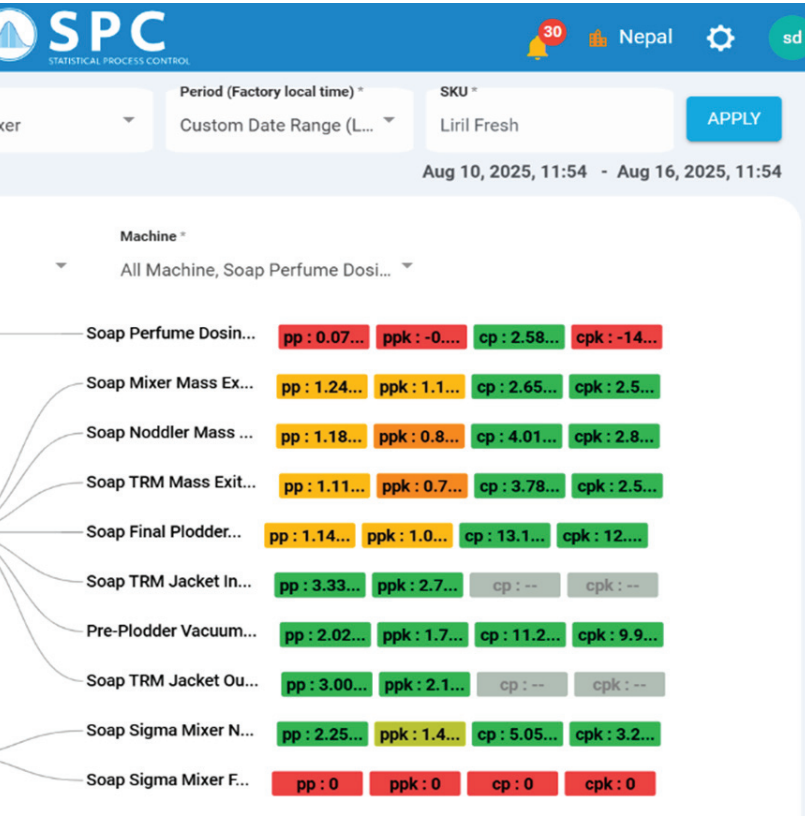 SPC
STATISTICAL PROCESS CONTROL
30
Nepal
sd
Period (Factory local time) *
SKU *
xer
Custom Date Range (L...
Liril Fresh
APPLY
Aug 10, 2025, 11:54 - Aug 16, 2025, 11:54
Machine *
All Machine, Soap Perfume Dosi...
Soap Perfume Dosin... pp : 0.07... ppk : -0.... cp : 2.58... cpk : -14...
Soap Mixer Mass Ex... pp : 1.24... ppk : 1.1... cp : 2.65... cpk : 2.5...
Soap Noddler Mass ... pp : 1.18... ppk : 0.8... cp : 4.01... cpk : 2.8...
Soap TRM Mass Exit... pp : 1.11... ppk : 0.7... cp : 3.78... cpk : 2.5...
Soap Final Plodder... pp : 1.14... ppk : 1.0... cp : 13.1... cpk : 12....
Soap TRM Jacket In... pp : 3.33... ppk : 2.7... cp : -- cpk : --
Pre-Plodder Vacuum... pp : 2.02... ppk : 1.7... cp : 11.2... cpk : 9.9...
Soap TRM Jacket Ou... pp : 3.00... ppk : 2.1... cp : -- cpk : --
Soap Sigma Mixer N... pp : 2.25... ppk : 1.4... cp : 5.05... cpk : 3.2...
Soap Sigma Mixer F... pp : 0 ppk : 0 cp : 0 cpk : 0